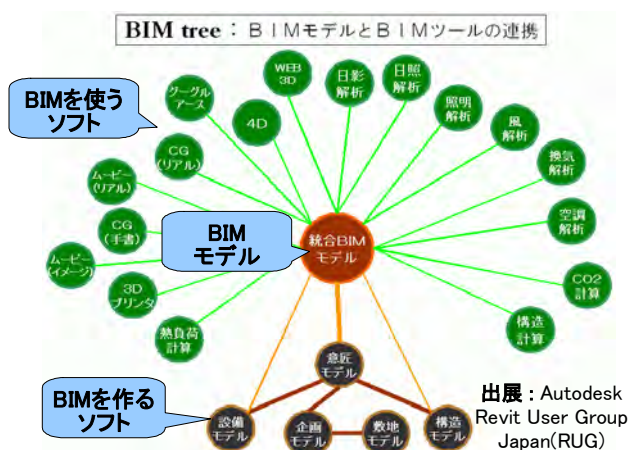 BIM tree : BIMモデルとBIMツールの連携
BIMを使う
ソフト
グーグル
アース
WEB
3D
日影
解析
日照
解析
照明
解析
風
解析
換気
解析
空調
解析
CO2
計算
構造
計算
4D
CG
(リアル)
ムービー
(リアル)
CG
(手書)
ムービー
(イメージ)
3D
プリンタ
熱負荷
計算
BIM
モデル
統合BIM
モデル
意匠
モデル
BIMを作る
ソフト
設備
モデル
企画
モデル
敷地
モデル
構造
モデル
出展 : Autodesk
Revit User Group
Japan(RUG)